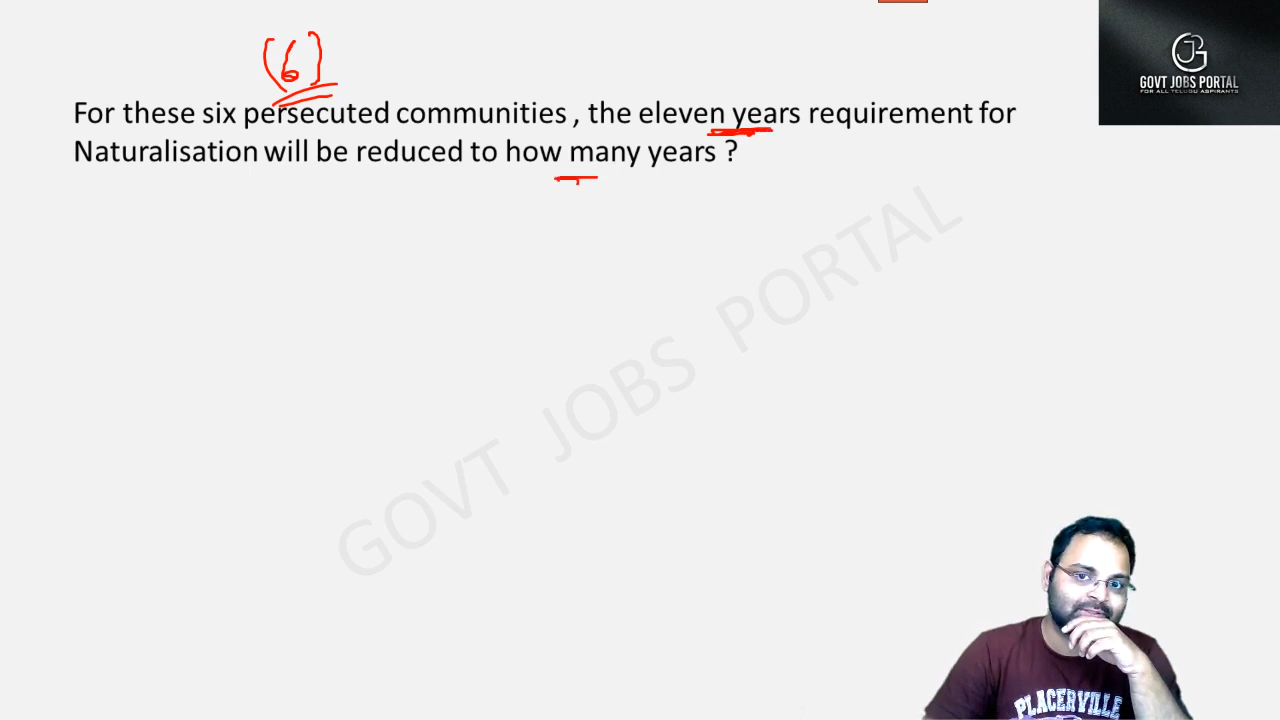 (6)
GOVT JOBS PORTAL
FOR ALL TELUGU ASPIRANTS
For these six persecuted communities , the eleven years requirement for
Naturalisation will be reduced to how many years ?
GOVT JOBS PORTAL
PLACERVILLE